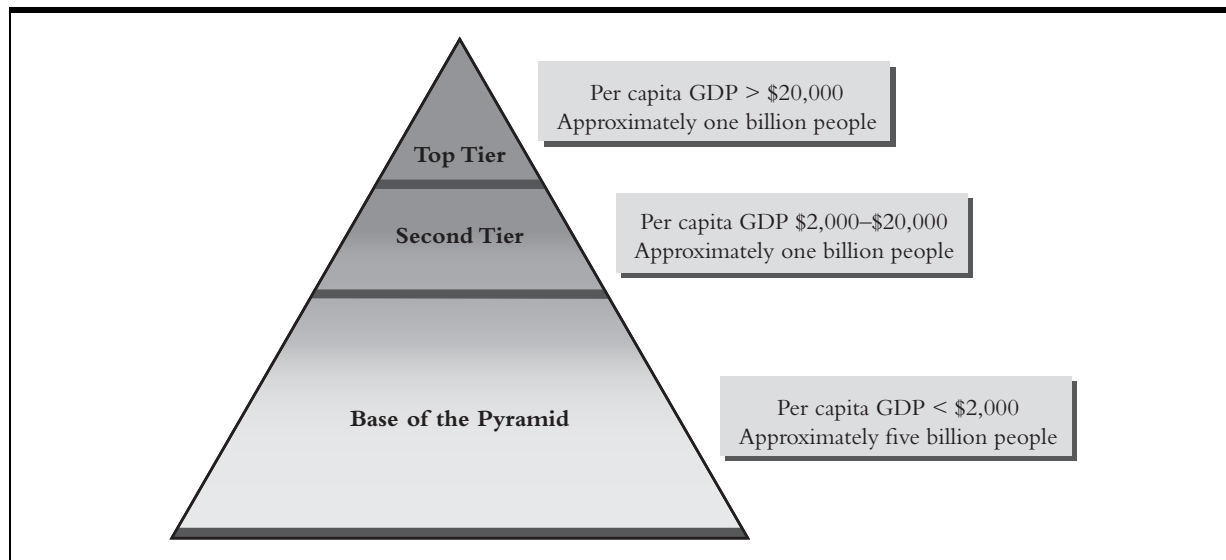 Per capita GDP > $20,000
Approximately one billion people
Top Tier
Per capita GDP $2,000–$20,000
Approximately one billion people
Second Tier
Per capita GDP < $2,000
Approximately five billion people
Base of the Pyramid